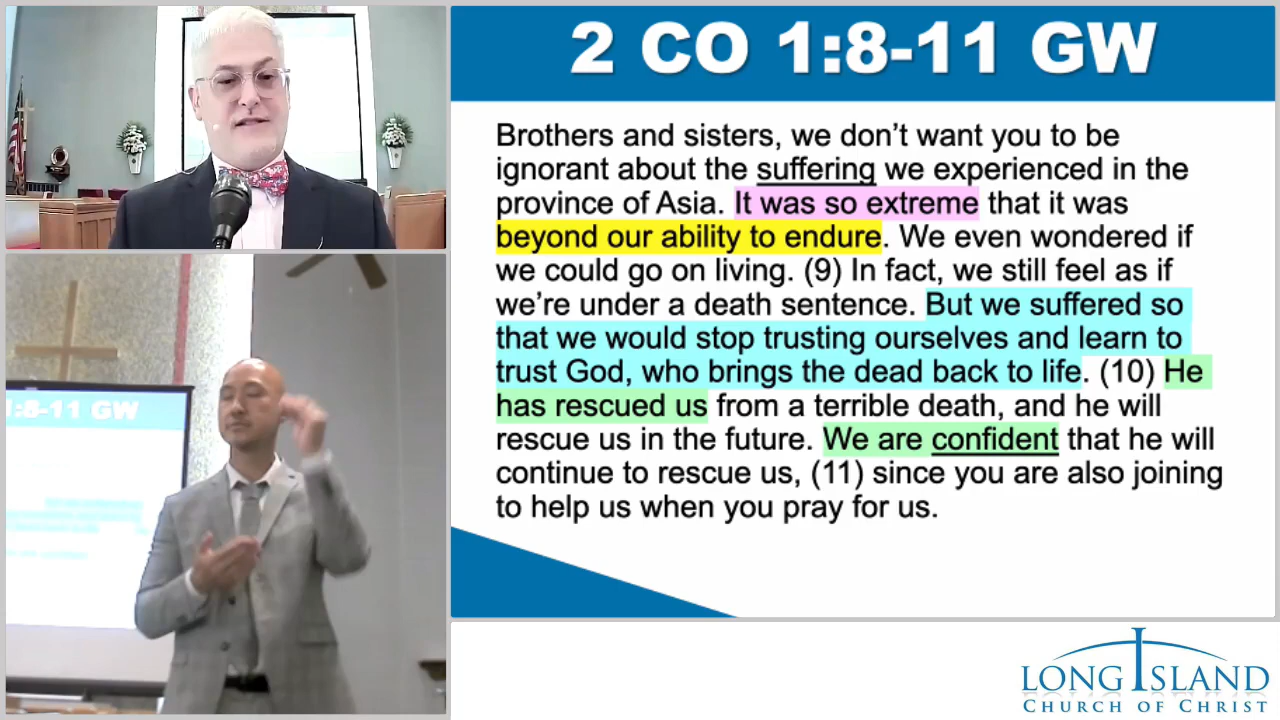 2 CO 1:8-11 GW
Brothers and sisters, we don't want you to be
ignorant about the suffering we experienced in the
province of Asia. It was so extreme that it was
beyond our ability to endure. We even wondered if
we could go on living. (9) In fact, we still feel as if
we're under a death sentence. But we suffered so
that we would stop trusting ourselves and learn to
trust God, who brings the dead back to life. (10) He
has rescued us from a terrible death, and he will
rescue us in the future. We are confident that he will
continue to rescue us, (11) since you are also joining
to help us when you pray for us.
1:8-11 GW
LONG ISLAND
CHURCH OF CHRIST